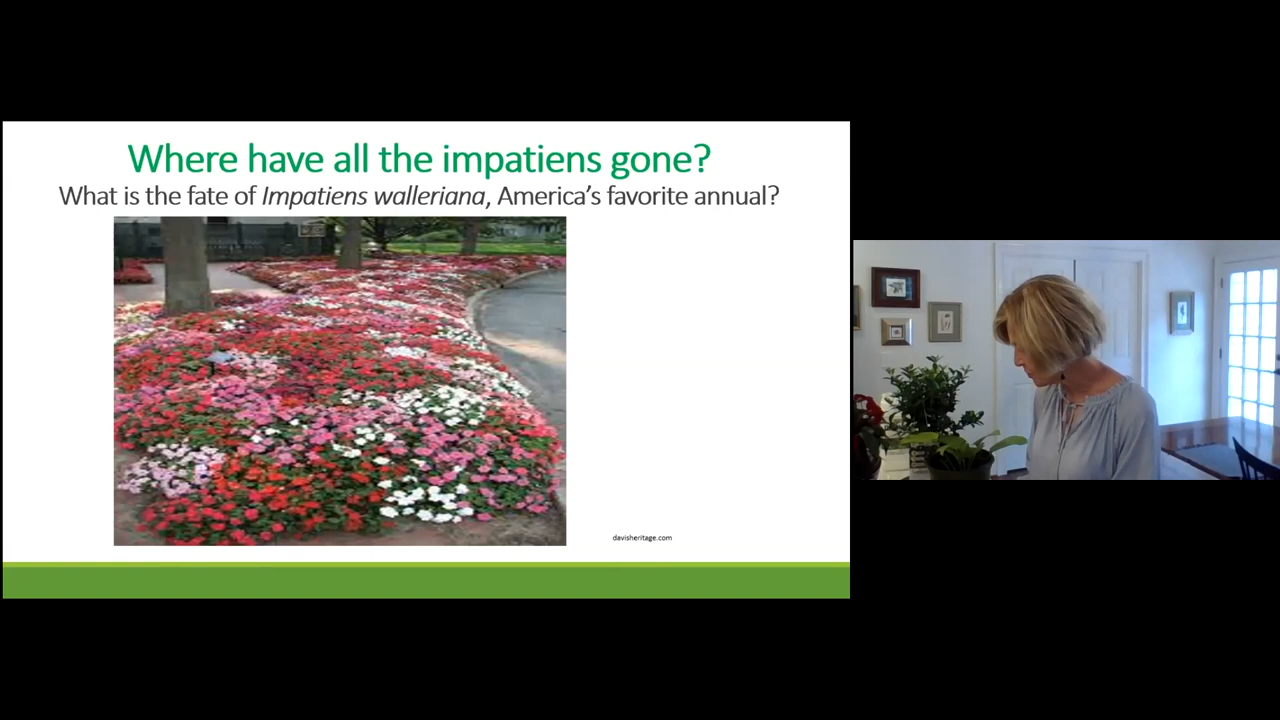 Where have all the impatiens gone?
What is the fate of Impatiens walleriana, America’s favorite annual?
davisheritage.com